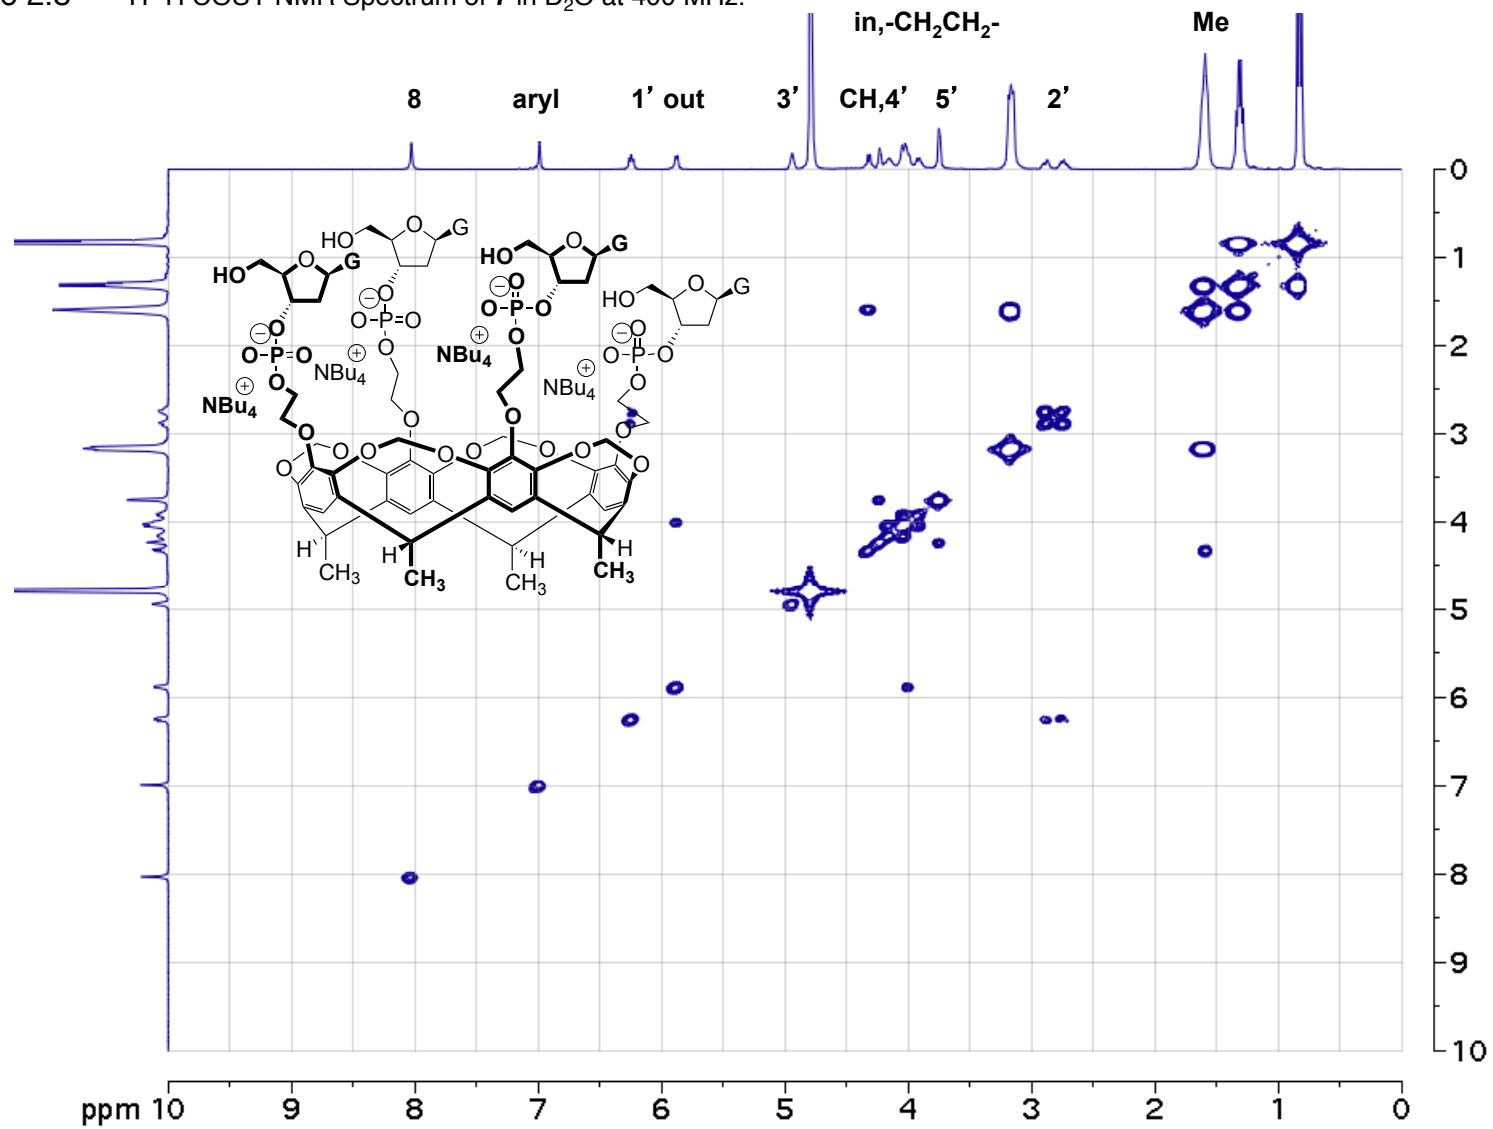 H- H COSY NMR Spectrum of 7 in D2O at 400 MHz.
in,-CH2CH2- Me
8 aryl 1′ out 3′ CH,4′ 5′ 2′
0
HO O G HO O G HO O G HO O G
1
O P O O O P O O O P O O O P O O
NBu4 NBu4 NBu4 NBu4
2
O O O O
3
O O O O O O O O
4
H H H H
CH3 CH3 CH3 CH3
5
6
7
8
9
10
ppm 10 9 8 7 6 5 4 3 2 1 0